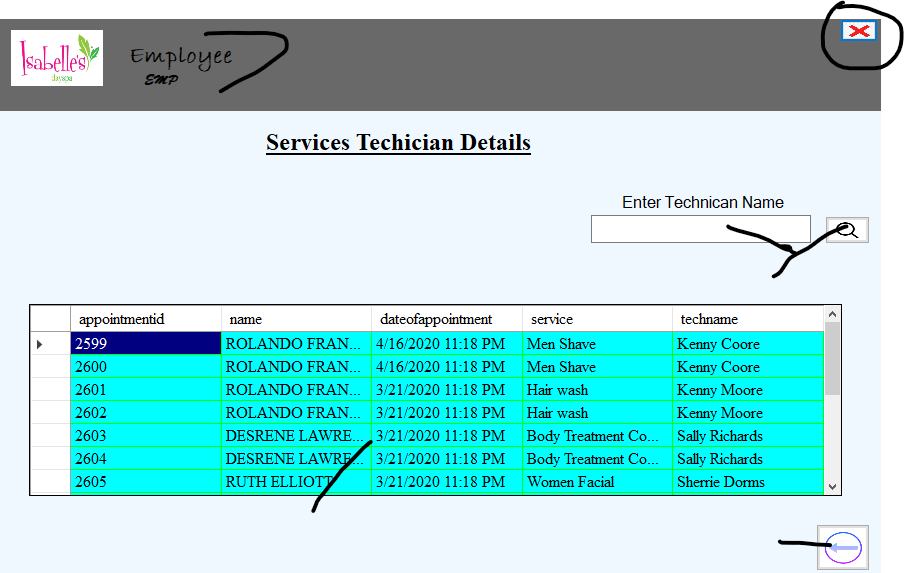 Isabelle's
dayspa
Employee
EMP
Services Techician Details
Enter Technican Name
appointmentid name dateofappointment service techname
2599 ROLANDO FRAN... 4/16/2020 11:18 PM Men Shave Kenny Coore
2600 ROLANDO FRAN... 4/16/2020 11:18 PM Men Shave Kenny Coore
2601 ROLANDO FRAN... 3/21/2020 11:18 PM Hair wash Kenny Moore
2602 ROLANDO FRAN... 3/21/2020 11:18 PM Hair wash Kenny Moore
2603 DESRENE LAWRE... 3/21/2020 11:18 PM Body Treatment Co... Sally Richards
2604 DESRENE LAWRE... 3/21/2020 11:18 PM Body Treatment Co... Sally Richards
2605 RUTH ELLIOTT 3/21/2020 11:18 PM Women Facial Sherrie Dorms